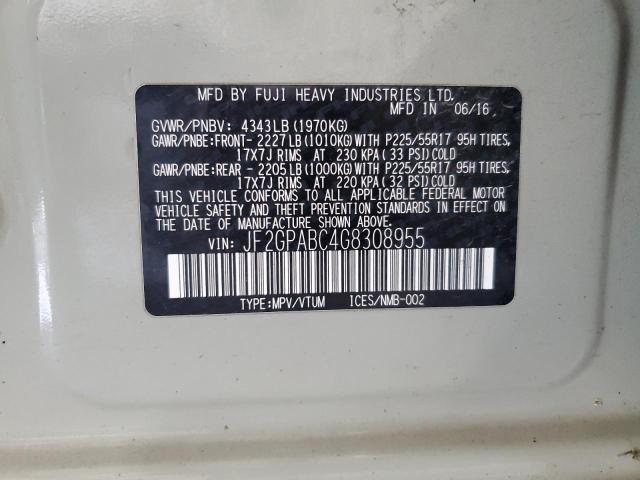 MFD BY FUJI HEAVY INDUSTRIES LTD.
MFD IN 06/16
GVWR/PNBV: 4343LB (1970KG)
GAWR/PNBE:FRONT- 2227LB (1010KG) WITH P225/55R17 95H TIRES,
17X7J RIMS AT 230 KPA (33 PSI) COLD
GAWR/PNBE:REAR - 2205LB (1000KG) WITH P225/55R17 95H TIRES,
17X7J RIMS AT 220 KPA (32 PSI) COLD
THIS VEHICLE CONFORMS TO ALL APPLICABLE FEDERAL MOTOR
VEHICLE SAFETY AND THEFT PREVENTION STANDARDS IN EFFECT
ON THE DATE OF MANUFACTURE SHOWN ABOVE.
VIN: JF2GPABC4G8308955
TYPE:MPV/VTUM ICES/NMB-002